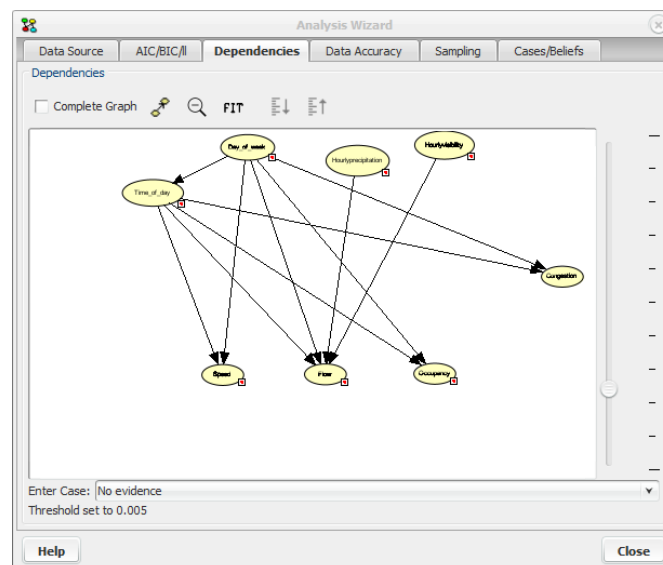 Analysis Wizard
Data Source AIC/BIC/ll Dependencies Data Accuracy Sampling Cases/Beliefs
Dependencies
Complete Graph FIT
Day_of_week
Hourlyprecipitation
Hourlyvisibility
Time_of_day
Congestion
Speed
Flow
Occupancy
Enter Case: No evidence
Threshold set to 0.005
Help Close